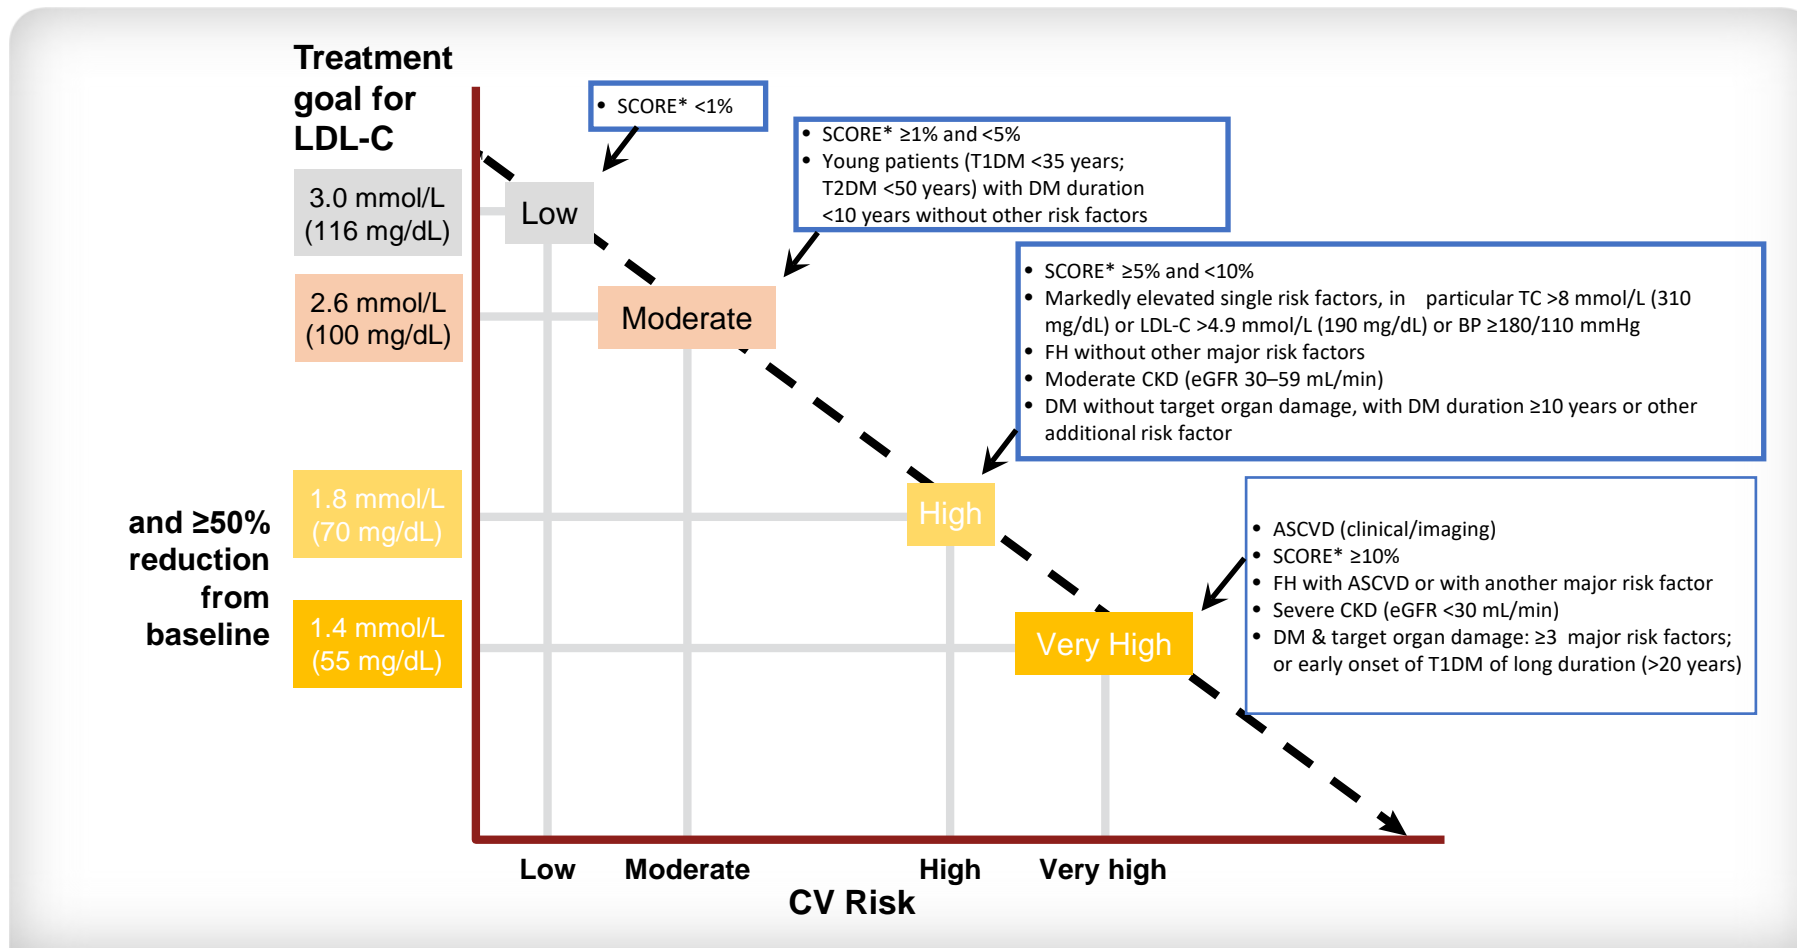 Treatment
goal for
LDL-C
3.0 mmol/L
(116 mg/dL)
2.6 mmol/L
(100 mg/dL)
1.8 mmol/L
(70 mg/dL)
1.4 mmol/L
(55 mg/dL)
and ≥50%
reduction
from
baseline
Low
Moderate
High
Very High
• SCORE* <1%
• SCORE* ≥1% and <5%
• Young patients (T1DM <35 years;
T2DM <50 years) with DM duration
<10 years without other risk factors
• SCORE* ≥5% and <10%
• Markedly elevated single risk factors, in particular TC >8 mmol/L (310
mg/dL) or LDL-C >4.9 mmol/L (190 mg/dL) or BP ≥180/110 mmHg
• FH without other major risk factors
• Moderate CKD (eGFR 30–59 mL/min)
• DM without target organ damage, with DM duration ≥10 years or other
additional risk factor
• ASCVD (clinical/imaging)
• SCORE* ≥10%
• FH with ASCVD or with another major risk factor
• Severe CKD (eGFR <30 mL/min)
• DM & target organ damage: ≥3 major risk factors;
or early onset of T1DM of long duration (>20 years)
Low
Moderate
High
Very high
CV Risk